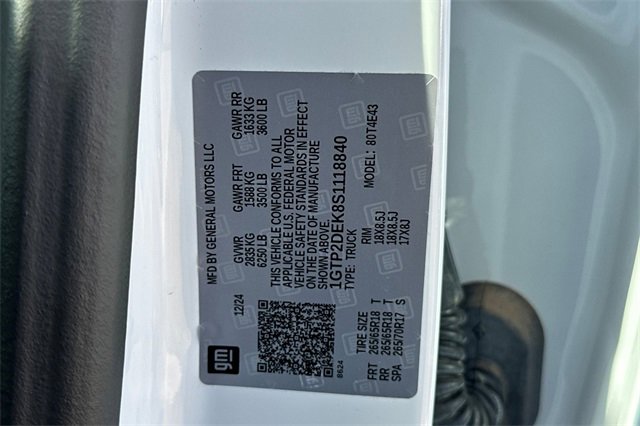 gm
MFD BY GENERAL MOTORS LLC
12/24 GVWR GAWR FRT GAWR RR
2835 KG 1588 KG 1633 KG
6250 LB 3500 LB 3600 LB
THIS VEHICLE CONFORMS TO ALL
APPLICABLE U.S. FEDERAL MOTOR
VEHICLE SAFETY STANDARDS IN EFFECT
ON THE DATE OF MANUFACTURE
SHOWN ABOVE.
1GTP2DEK8S1118840
8624 TYPE: TRUCK MODEL: 80T4E43
TIRE SIZE RIM
FRT 265/65R18 T 18X8.5J
RR 265/65R18 T 18X8.5J
SPA 265/70R17 S 17X8J